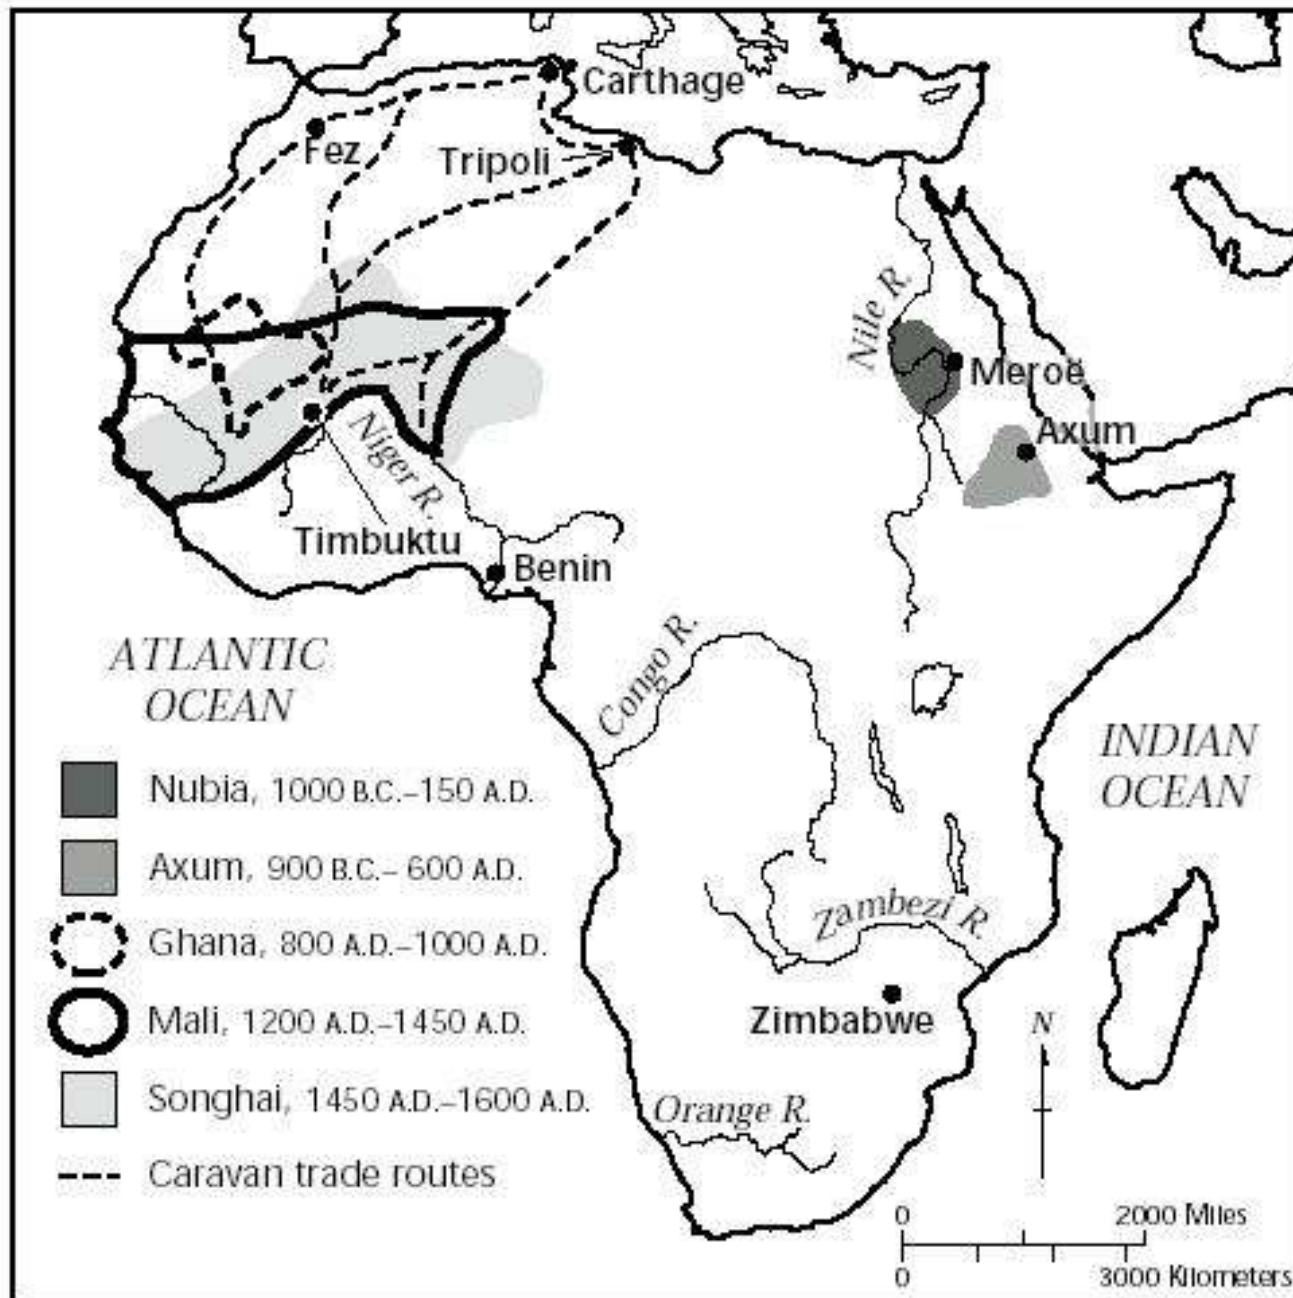 Carthage
Fez
Tripoli
Nile R.
Meroë
Axum
Niger R.
Timbuktu
Benin
ATLANTIC
OCEAN
Congo R.
INDIAN
OCEAN
Nubia, 1000 B.C.–150 A.D.
Axum, 900 B.C.– 600 A.D.
Ghana, 800 A.D.–1000 A.D.
Mali, 1200 A.D.–1450 A.D.
Songhai, 1450 A.D.–1600 A.D.
Caravan trade routes
Zambezi R.
Zimbabwe
N
Orange R.
0 2000 Miles
0 3000 Kilometers